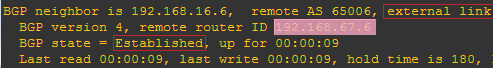 BGP neighbor is 192.168.16.6,  remote AS 65006, external link
BGP version 4, remote router ID 192.168.67.6
BGP state = Established, up for 00:00:09
Last read 00:00:09, last write 00:00:09, hold time is 180,